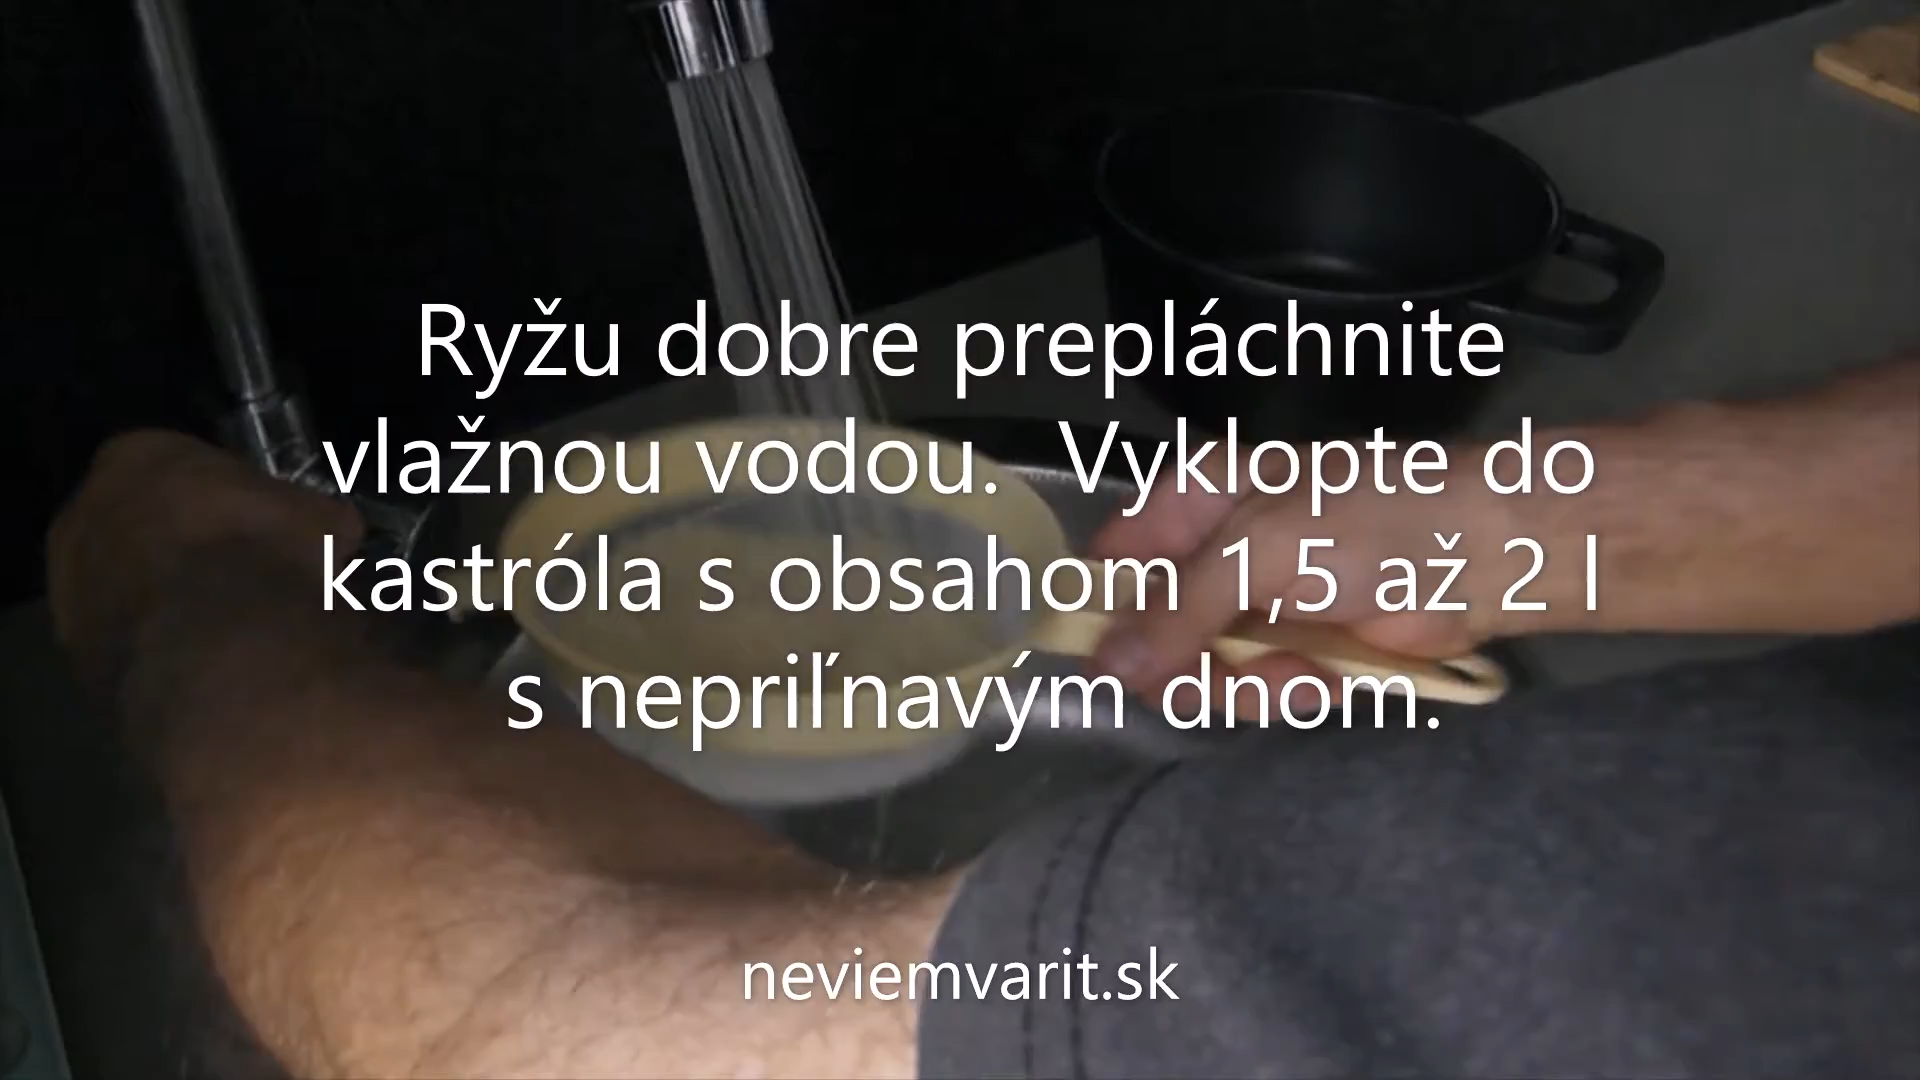 Ryžu dobre prepláchnite
vlažnou vodou.  Vyklopte do
kastróla s obsahom 1,5 až 2 l
s nepriľnavým dnom.
neviemvarit.sk